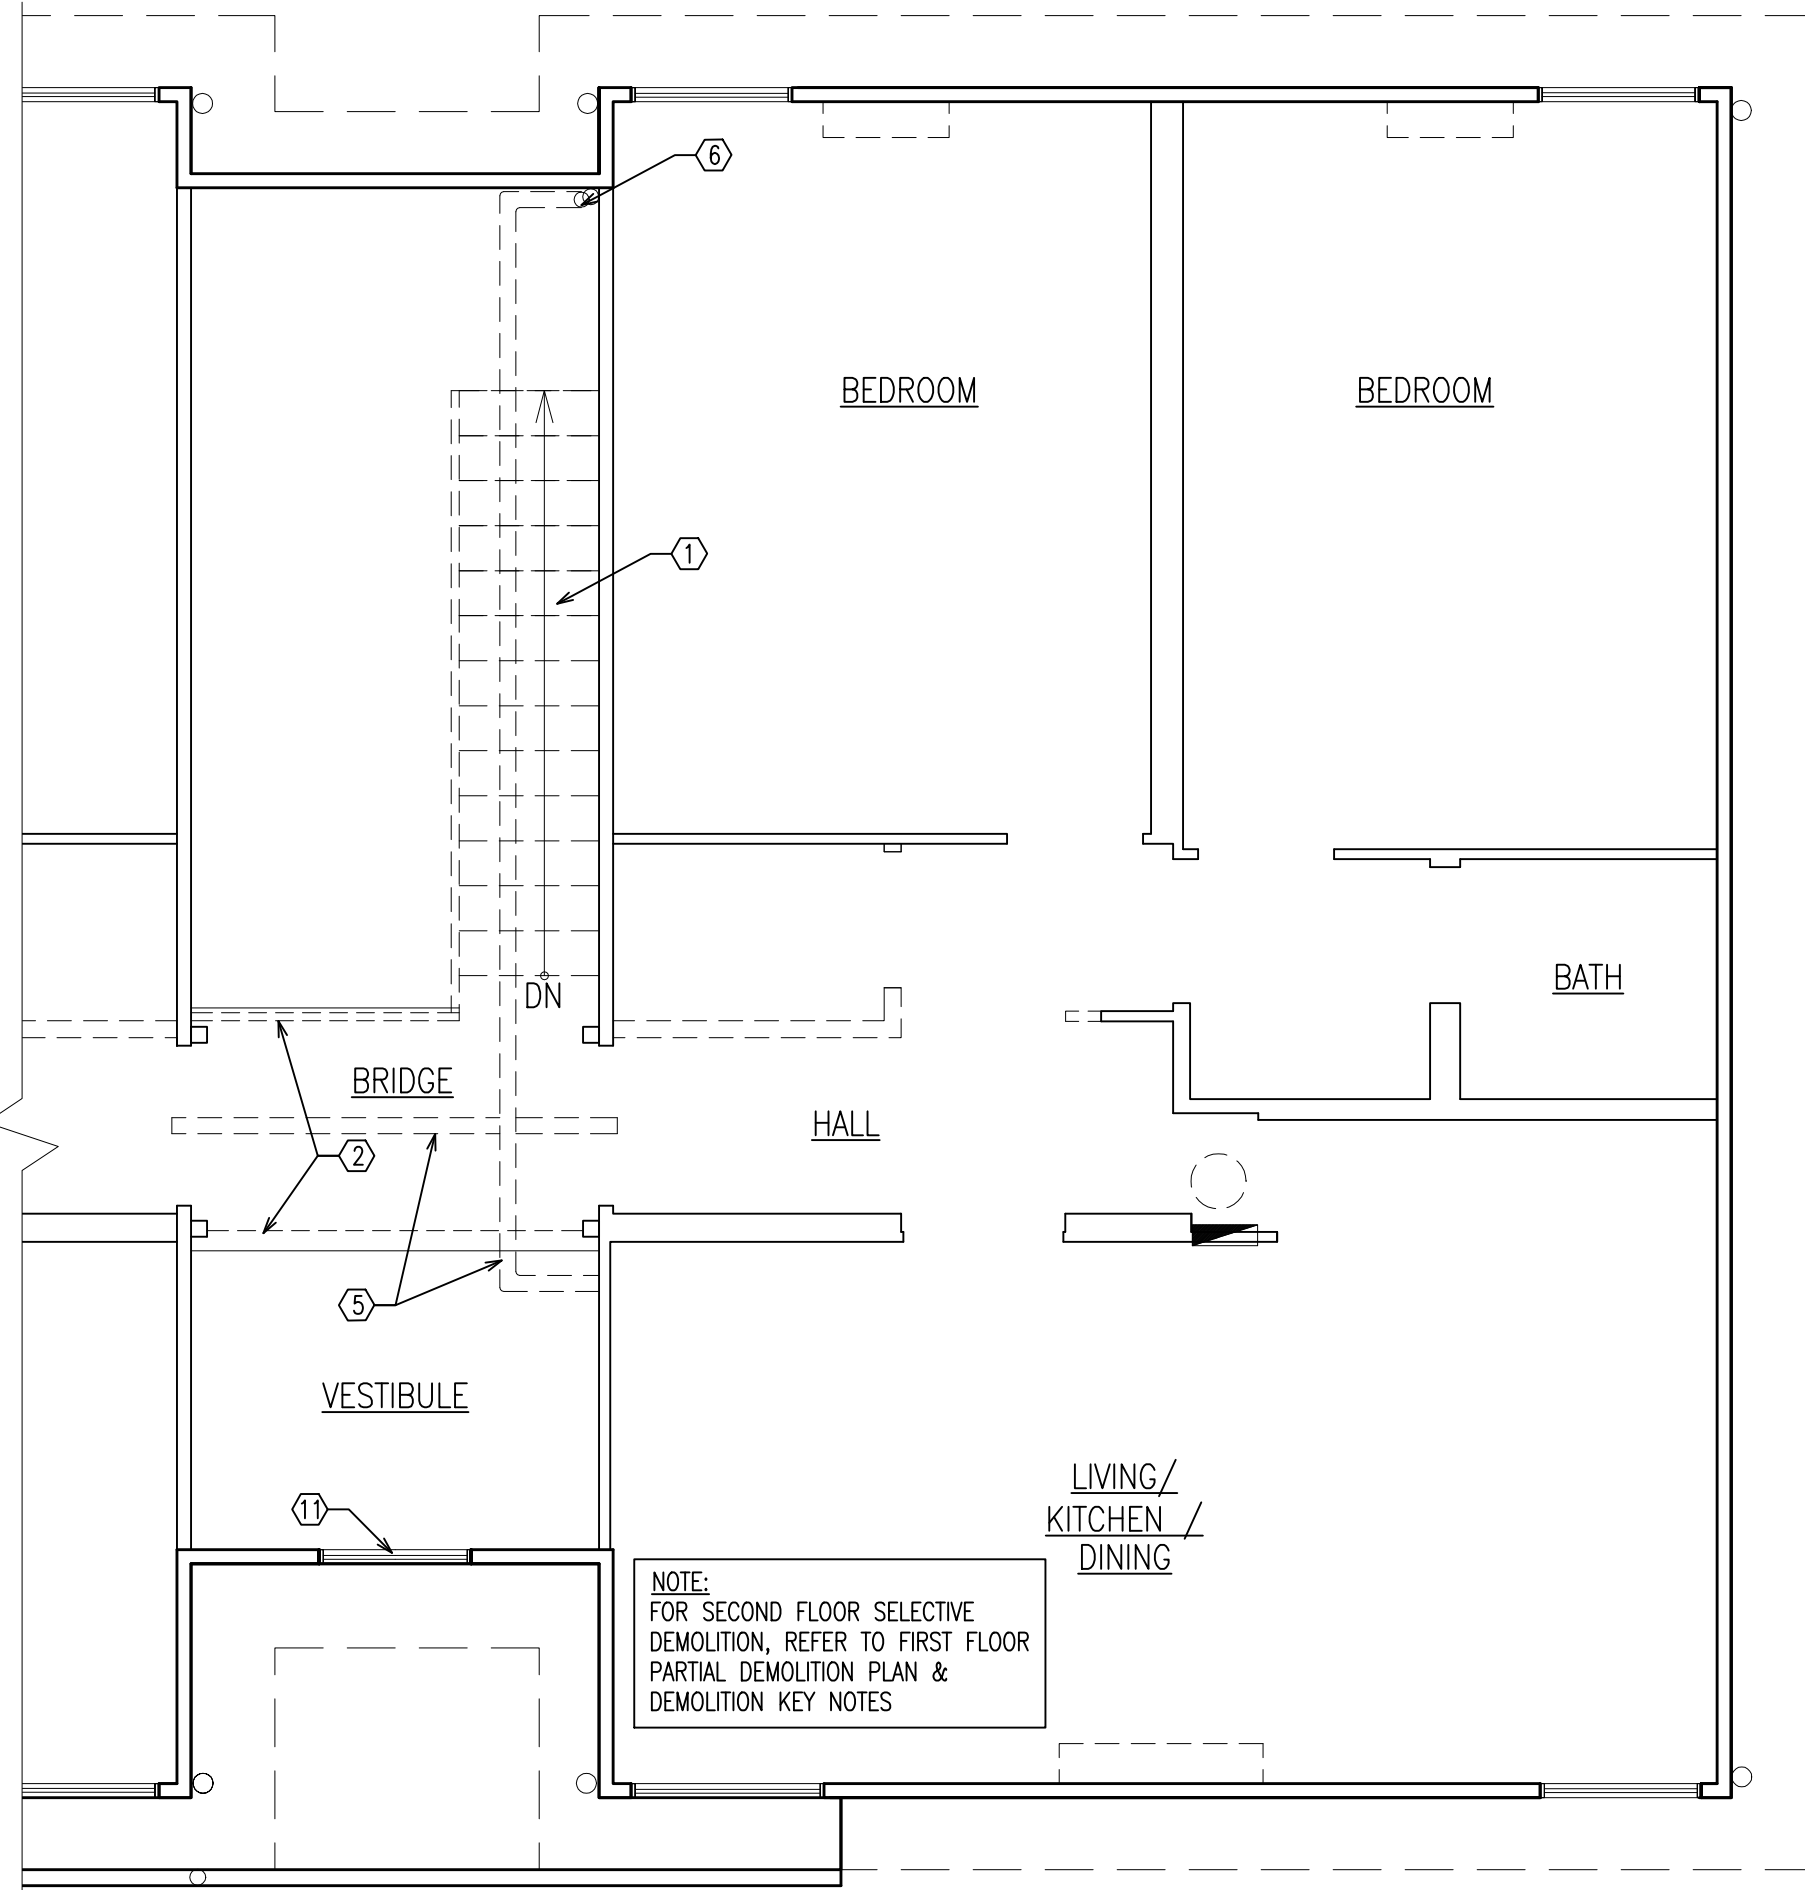 6
BEDROOM
BEDROOM
1
BATH
DN
BRIDGE
HALL
2
5
VESTIBULE
LIVING/
KITCHEN /
DINING
11
NOTE:
FOR SECOND FLOOR SELECTIVE
DEMOLITION, REFER TO FIRST FLOOR
PARTIAL DEMOLITION PLAN &
DEMOLITION KEY NOTES